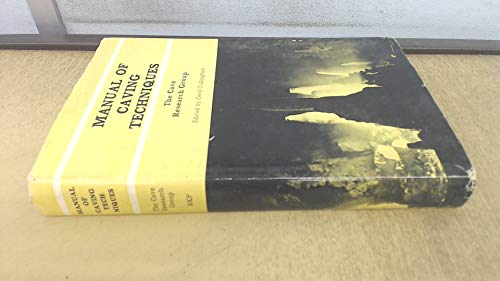 MANUAL OF
CAVING
TECHNIQUES
The Cave
Research Group
Edited by Cecil Cullingford
MANUAL
OF
CAVING
TECH
NIQUES
The Cave
Research
Group
RKP